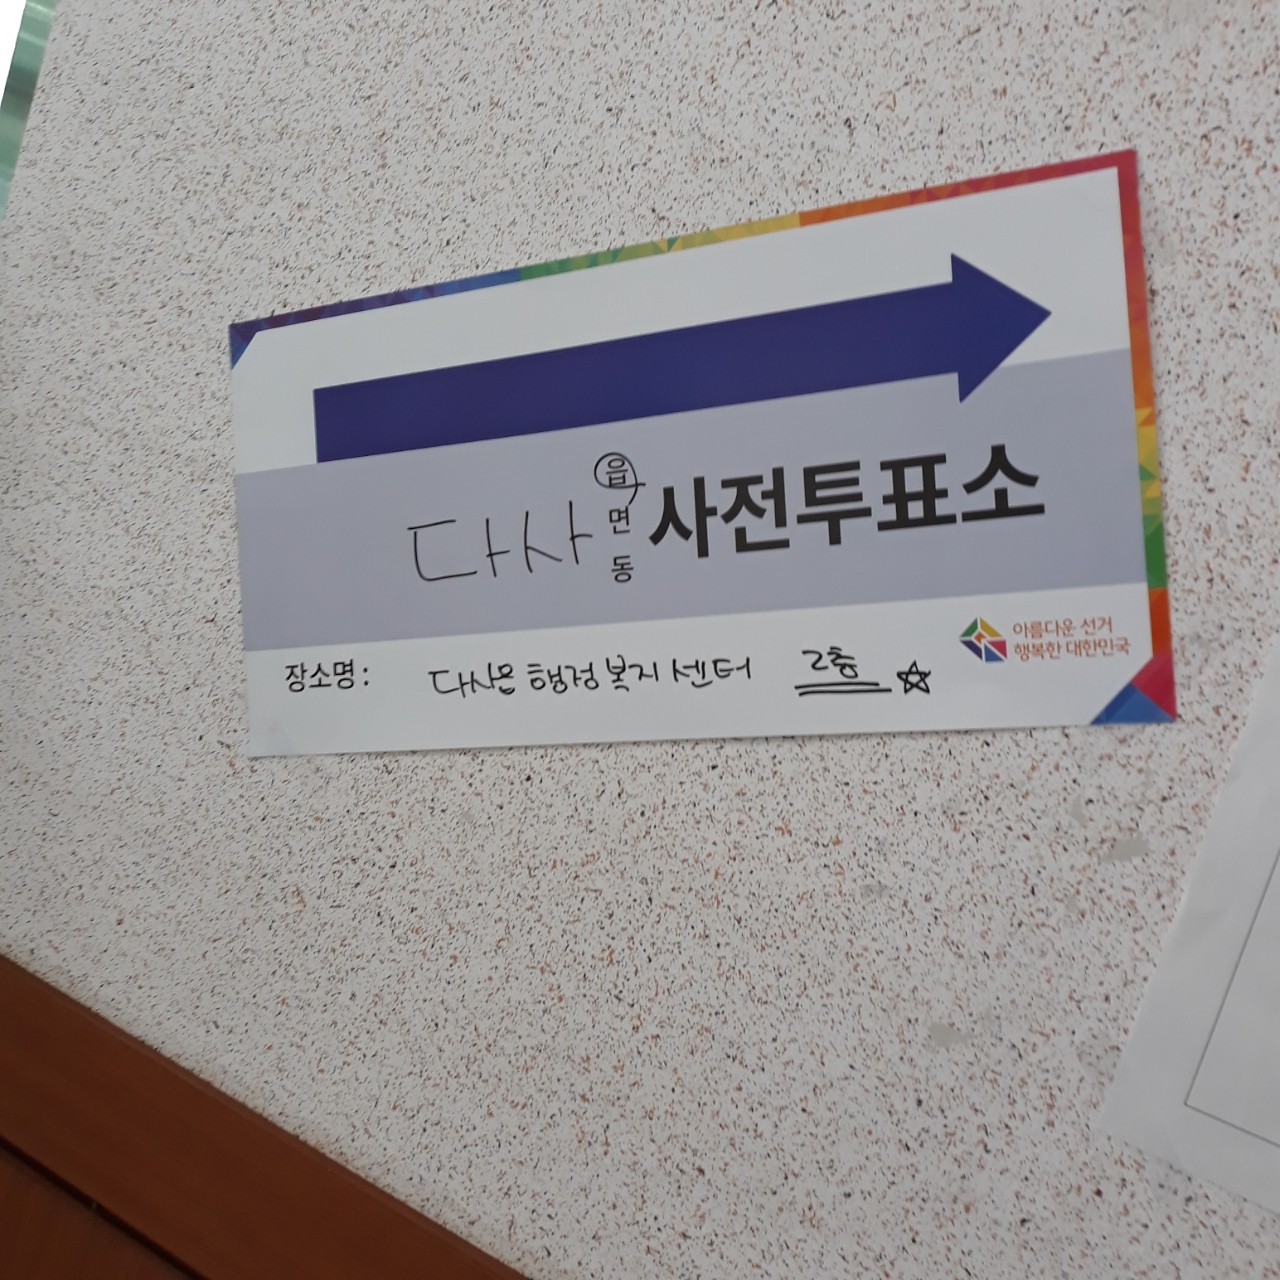 다사 읍 면 동 사전투표소
장소명: 다사읍 행정복지센터 2층 ☆
아름다운 선거
행복한 대한민국